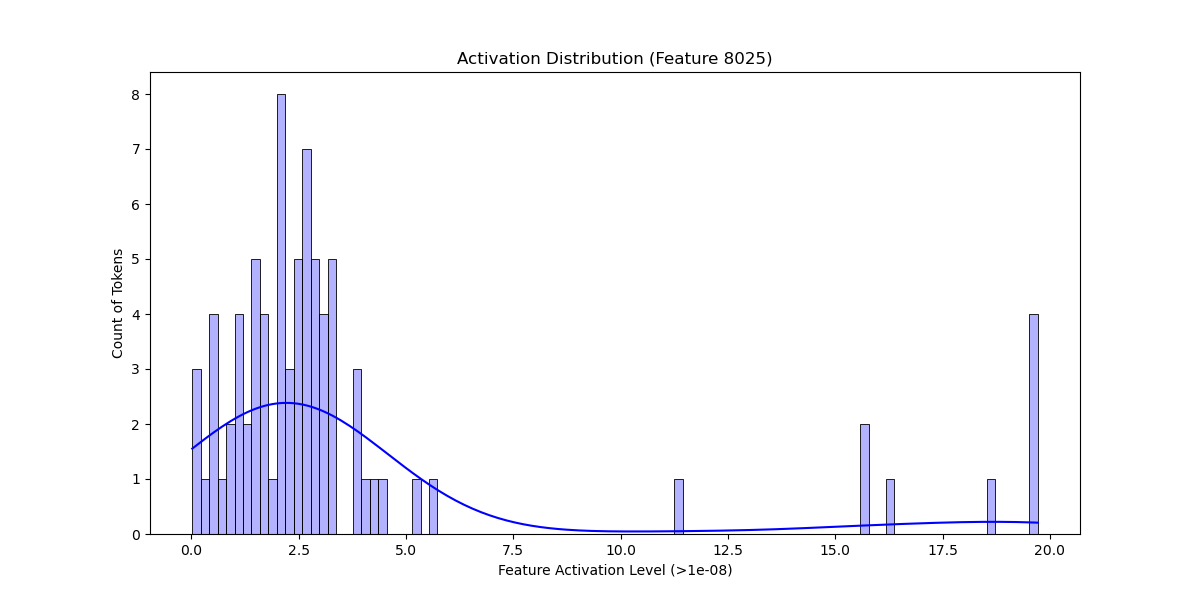 Activation Distribution (Feature 8025)
8
7
6
5
4
3
2
1
0
Count of Tokens
0.0 2.5 5.0 7.5 10.0 12.5 15.0 17.5 20.0
Feature Activation Level (>1e-08)